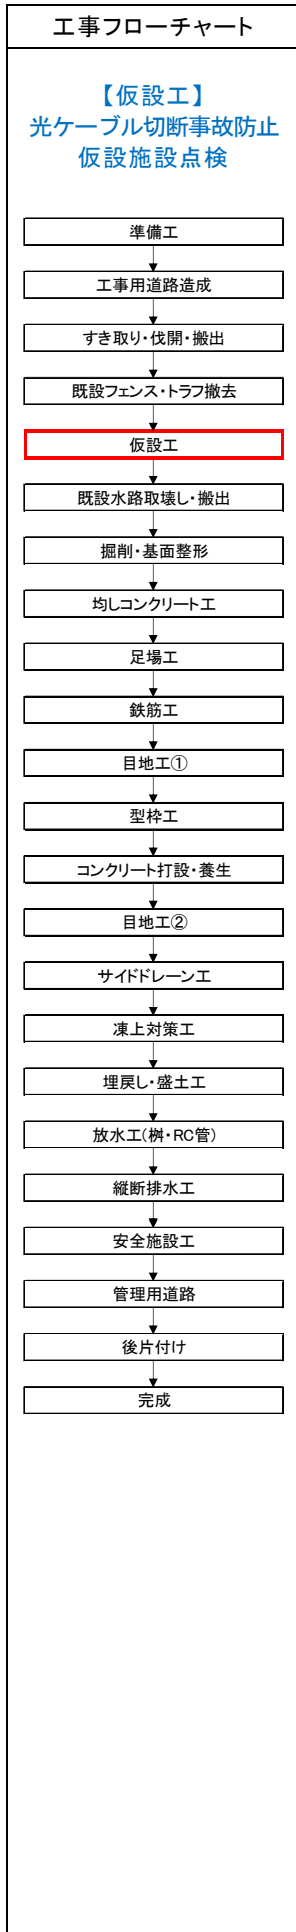 工事フローチャート
【仮設工】
光ケーブル切断事故防止
仮設施設点検
準備工
工事用道路造成
すき取り・伐開・搬出
既設フェンス・トラフ撤去
仮設工
既設水路取壊し・搬出
掘削・基面整形
均しコンクリート工
足場工
鉄筋工
目地工①
型枠工
コンクリート打設・養生
目地工②
サイドドレーン工
凍上対策工
埋戻し・盛土工
放水工(桝・RC管)
縦断排水工
安全施設工
管理用道路
後片付け
完成